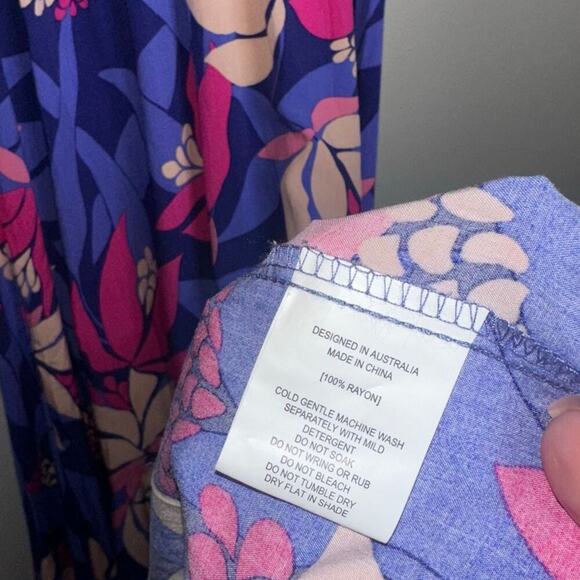 DESIGNED IN AUSTRALIA
MADE IN CHINA
[100% RAYON]
COLD GENTLE MACHINE WASH
SEPARATELY WITH MILD
DETERGENT
DO NOT SOAK
DO NOT WRING OR RUB
DO NOT BLEACH
DO NOT TUMBLE DRY
DRY FLAT IN SHADE